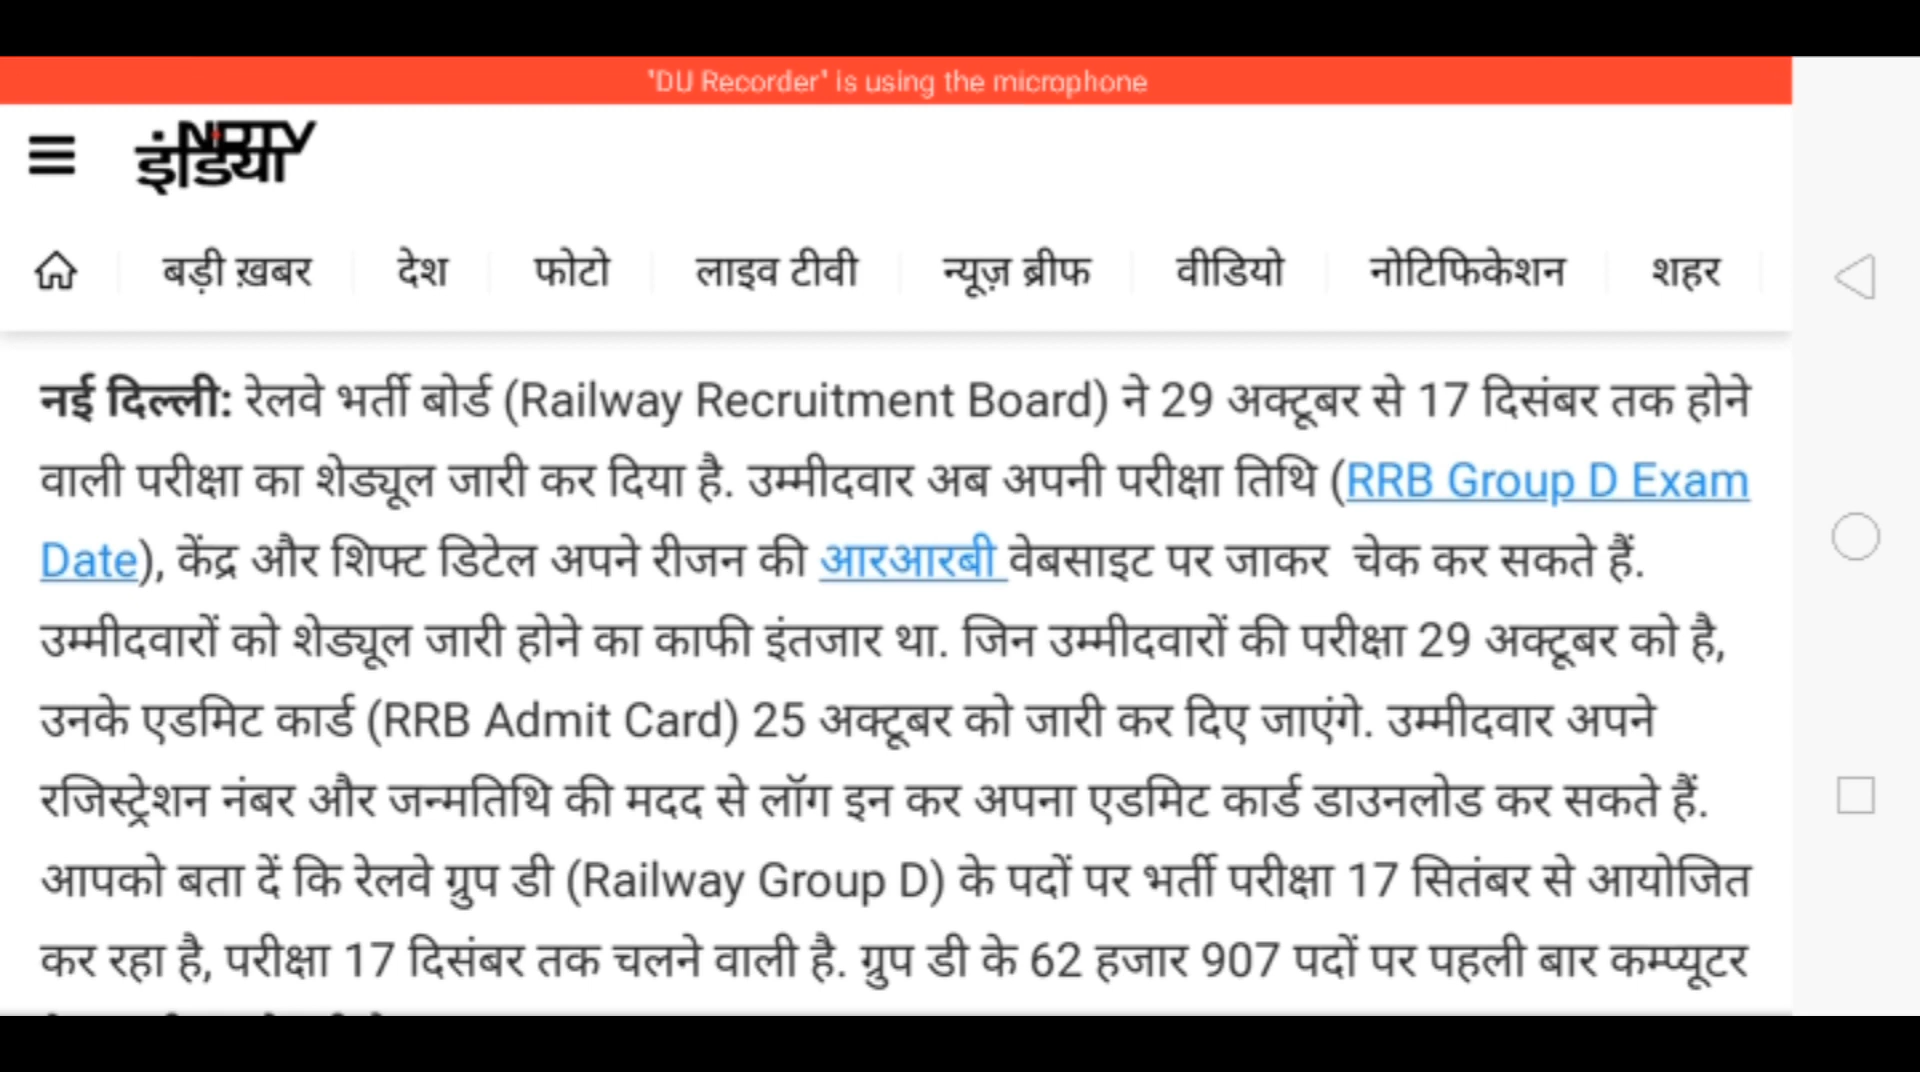 'DU Recorder' is using the microphone
NDTV
इंडिया
बड़ी ख़बर देश फोटो लाइव टीवी न्यूज़ ब्रीफ वीडियो नोटिफिकेशन शहर
नई दिल्ली: रेलवे भर्ती बोर्ड (Railway Recruitment Board) ने 29 अक्टूबर से 17 दिसंबर तक होने
वाली परीक्षा का शेड्यूल जारी कर दिया है. उम्मीदवार अब अपनी परीक्षा तिथि (RRB Group D Exam
Date), केंद्र और शिफ्ट डिटेल अपने रीजन की आरआरबी वेबसाइट पर जाकर चेक कर सकते हैं.
उम्मीदवारों को शेड्यूल जारी होने का काफी इंतजार था. जिन उम्मीदवारों की परीक्षा 29 अक्टूबर को है,
उनके एडमिट कार्ड (RRB Admit Card) 25 अक्टूबर को जारी कर दिए जाएंगे. उम्मीदवार अपने
रजिस्ट्रेशन नंबर और जन्मतिथि की मदद से लॉग इन कर अपना एडमिट कार्ड डाउनलोड कर सकते हैं.
आपको बता दें कि रेलवे ग्रुप डी (Railway Group D) के पदों पर भर्ती परीक्षा 17 सितंबर से आयोजित
कर रहा है, परीक्षा 17 दिसंबर तक चलने वाली है. ग्रुप डी के 62 हजार 907 पदों पर पहली बार कम्प्यूटर